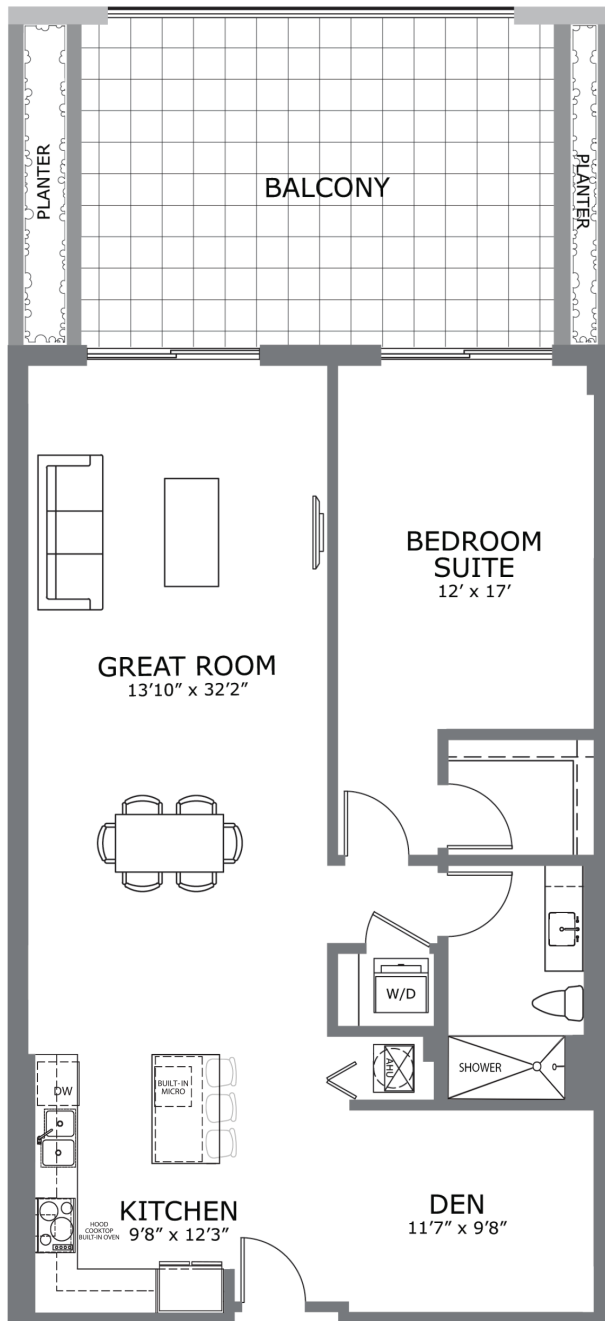 PLANTER
BALCONY
PLANTER
BEDROOM
SUITE
12' x 17'
GREAT ROOM
13'10" x 32'2"
W/D
AHU
SHOWER
DW
BUILT-IN
MICRO
HOOD
COOKTOP
BUILT-IN OVEN
KITCHEN
9'8" x 12'3"
DEN
11'7" x 9'8"